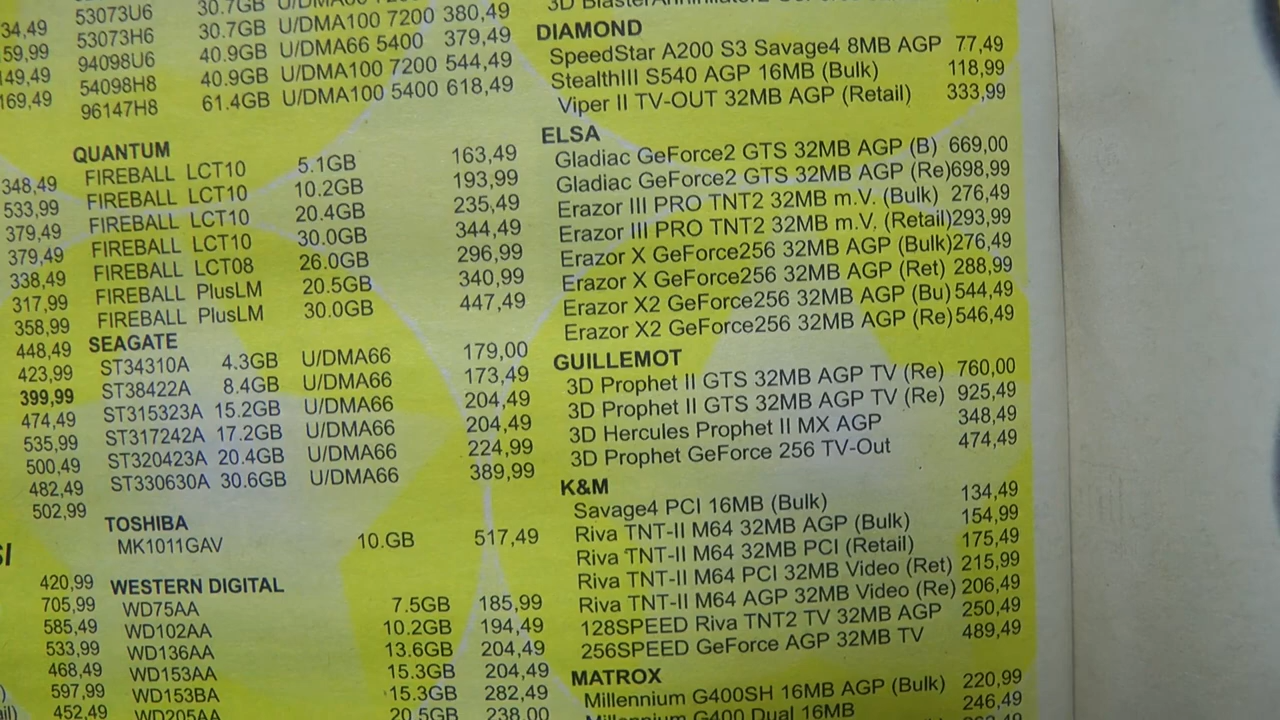 34,49
59,99
149,49
169,49
348,49
533,99
379,49
379,49
338,49
317,99
358,99
448,49
423,99
399,99
474,49
535,99
500,49
482,49
502,99
SI
420,99
705,99
585,49
533,99
468,49
597,99
452,49
53073U6 30.7GB
53073H6 30.7GB U/DMA100 7200 380,49
94098U6 40.9GB U/DMA66 5400 379,49
54098H8 40.9GB U/DMA100 7200 544,49
96147H8 61.4GB U/DMA100 5400 618,49
QUANTUM
FIREBALL LCT10 5.1GB 163,49
FIREBALL LCT10 10.2GB 193,99
FIREBALL LCT10 20.4GB 235,49
FIREBALL LCT10 30.0GB 344,49
FIREBALL LCT08 26.0GB 296,99
FIREBALL PlusLM 20.5GB 340,99
FIREBALL PlusLM 30.0GB 447,49
SEAGATE
ST34310A 4.3GB U/DMA66 179,00
ST38422A 8.4GB U/DMA66 173,49
ST315323A 15.2GB U/DMA66 204,49
ST317242A 17.2GB U/DMA66 204,49
ST320423A 20.4GB U/DMA66 224,99
ST330630A 30.6GB U/DMA66 389,99
TOSHIBA
MK1011GAV 10.GB 517,49
WESTERN DIGITAL
WD75AA 7.5GB 185,99
WD102AA 10.2GB 194,49
WD136AA 13.6GB 204,49
WD153AA 15.3GB 204,49
WD153BA 15.3GB 282,49
WD205AA 20.5GB 238,00
DIAMOND
SpeedStar A200 S3 Savage4 8MB AGP 77,49
StealthIII S540 AGP 16MB (Bulk) 118,99
Viper II TV-OUT 32MB AGP (Retail) 333,99
ELSA
Gladiac GeForce2 GTS 32MB AGP (B) 669,00
Gladiac GeForce2 GTS 32MB AGP (Re) 698,99
Erazor III PRO TNT2 32MB m.V. (Bulk) 276,49
Erazor III PRO TNT2 32MB m.V. (Retail) 293,99
Erazor X GeForce256 32MB AGP (Bulk) 276,49
Erazor X GeForce256 32MB AGP (Ret) 288,99
Erazor X2 GeForce256 32MB AGP (Bu) 544,49
Erazor X2 GeForce256 32MB AGP (Re) 546,49
GUILLEMOT
3D Prophet II GTS 32MB AGP TV (Re) 760,00
3D Prophet II GTS 32MB AGP TV (Re) 925,49
3D Hercules Prophet II MX AGP 348,49
3D Prophet GeForce 256 TV-Out 474,49
K&M
Savage4 PCI 16MB (Bulk) 134,49
Riva TNT-II M64 32MB AGP (Bulk) 154,99
Riva TNT-II M64 32MB PCI (Retail) 175,49
Riva TNT-II M64 PCI 32MB Video (Ret) 215,99
Riva TNT-II M64 AGP 32MB Video (Re) 206,49
128SPEED Riva TNT2 TV 32MB AGP 250,49
256SPEED GeForce AGP 32MB TV 489,49
MATROX
Millennium G400SH 16MB AGP (Bulk) 220,99
Millennium G400 Dual 16MB 246,49